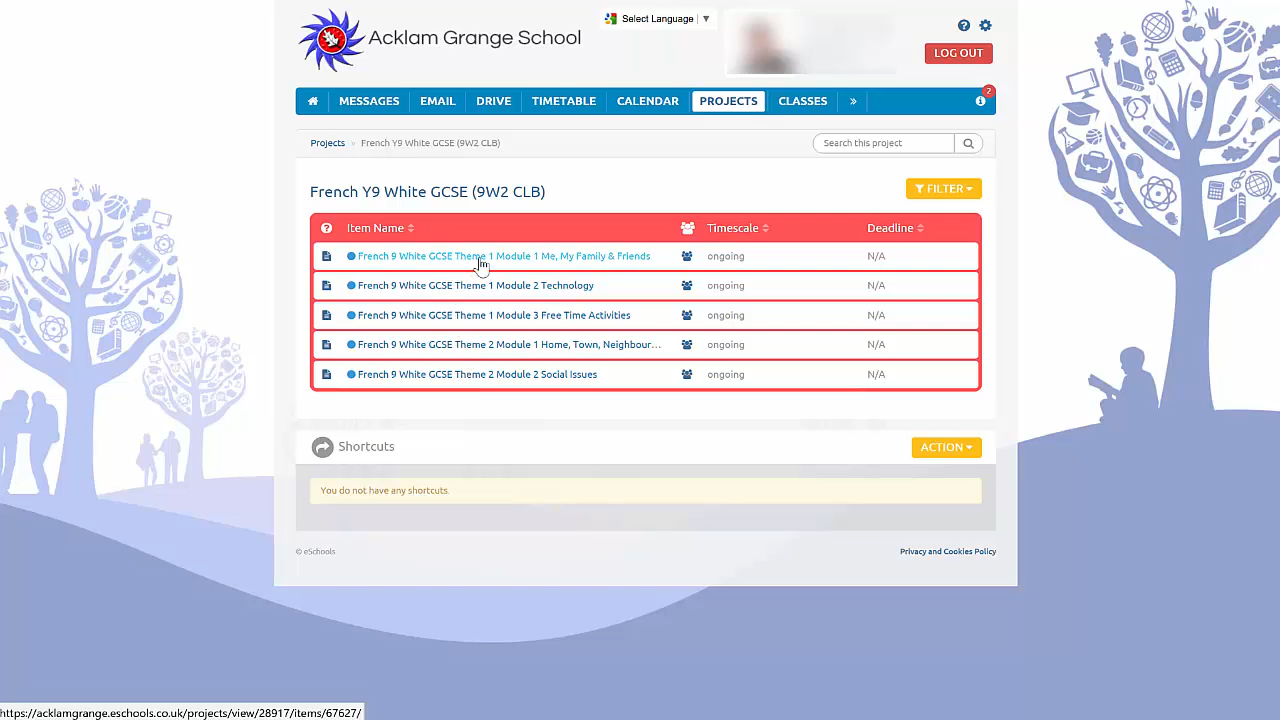 Acklam Grange School
Select Language ▼
LOG OUT
MESSAGES EMAIL DRIVE TIMETABLE CALENDAR PROJECTS CLASSES » 2
Projects » French Y9 White GCSE (9W2 CLB) Search this project
French Y9 White GCSE (9W2 CLB) FILTER
Item Name Timescale Deadline
French 9 White GCSE Theme 1 Module 1 Me, My Family & Friends ongoing N/A
French 9 White GCSE Theme 1 Module 2 Technology ongoing N/A
French 9 White GCSE Theme 1 Module 3 Free Time Activities ongoing N/A
French 9 White GCSE Theme 2 Module 1 Home, Town, Neighbour... ongoing N/A
French 9 White GCSE Theme 2 Module 2 Social Issues ongoing N/A
Shortcuts ACTION
You do not have any shortcuts.
© eSchools Privacy and Cookies Policy
https://acklamgrange.eschools.co.uk/projects/view/28917/items/67627/